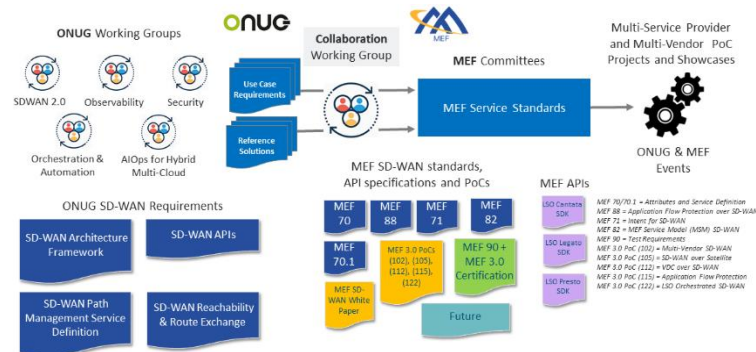 ONUG Working Groups
SDWAN 2.0
Observability
Security
Orchestration &
Automation
AIOps for Hybrid
Multi-Cloud
ONUG
Collaboration
Working Group
MEF
Use Case
Requirements
Reference
Solutions
MEF Committees
MEF Service Standards
Multi-Service Provider
and Multi-Vendor PoC
Projects and Showcases
ONUG & MEF
Events
ONUG SD-WAN Requirements
SD-WAN Architecture
Framework
SD-WAN APIs
SD-WAN Path
Management Service
Definition
SD-WAN Reachability
& Route Exchange
MEF SD-WAN standards,
API specifications and PoCs
MEF
70
MEF
88
MEF
71
MEF
82
MEF
70.1
MEF 3.0 PoCs
(102), (105),
(112), (115),
(122)
MEF 90 +
MEF 3.0
Certification
MEF SD-
WAN White
Paper
Future
MEF APIs
LSO Cantata
SDK
LSO Legato
SDK
LSO Presto
SDK
MEF 70/70.1 = Attributes and Service Definition
MEF 88 = Application Flow Protection over SD-WAN
MEF 71 = Intent for SD-WAN
MEF 82 = MEF Service Model (MSM) SD-WAN
MEF 90 = Test Requirements
MEF 3.0 PoC (102) = Multi-Vendor SD-WAN
MEF 3.0 PoC (105) = SD-WAN over Satellite
MEF 3.0 PoC (112) = VDC over SD-WAN
MEF 3.0 PoC (115) = Application Flow Protection
MEF 3.0 PoC (122) = LSO Orchestrated SD-WAN